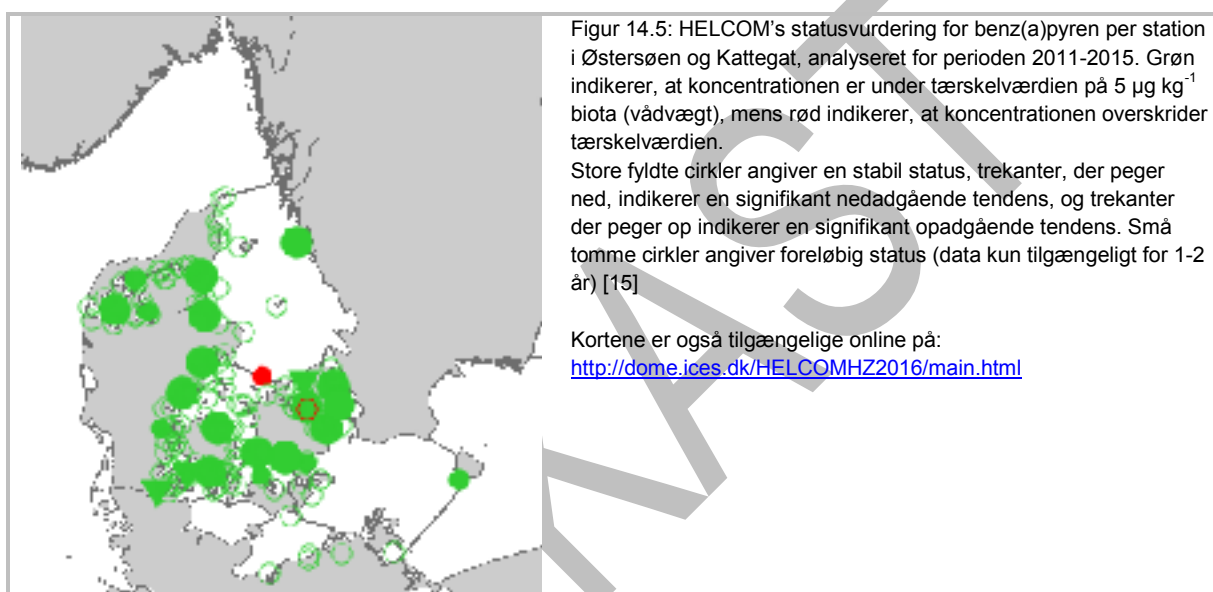 Figur 14.5: HELCOM’s statusvurdering for benz(a)pyren per station
i Østersøen og Kattegat, analyseret for perioden 2011-2015. Grøn
indikerer, at koncentrationen er under tærskelværdien på 5 µg kg⁻¹
biota (vådvægt), mens rød indikerer, at koncentrationen overskrider
tærskelværdien.
Store fyldte cirkler angiver en stabil status, trekanter, der peger
ned, indikerer en signifikant nedadgående tendens, og trekanter
der peger op indikerer en signifikant opadgående tendens. Små
tomme cirkler angiver foreløbig status (data kun tilgængeligt for 1-2
år) [15]
Kortene er også tilgængelige online på:
http://dome.ices.dk/HELCOMHZ2016/main.html